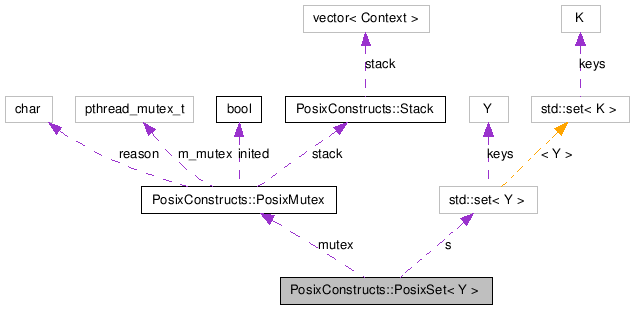 vector< Context >
K
stack
keys
char
pthread_mutex_t
bool
PosixConstructs::Stack
Y
std::set< K >
reason
m_mutex
inited
stack
keys
< Y >
PosixConstructs::PosixMutex
std::set< Y >
mutex
s
PosixConstructs::PosixSet< Y >